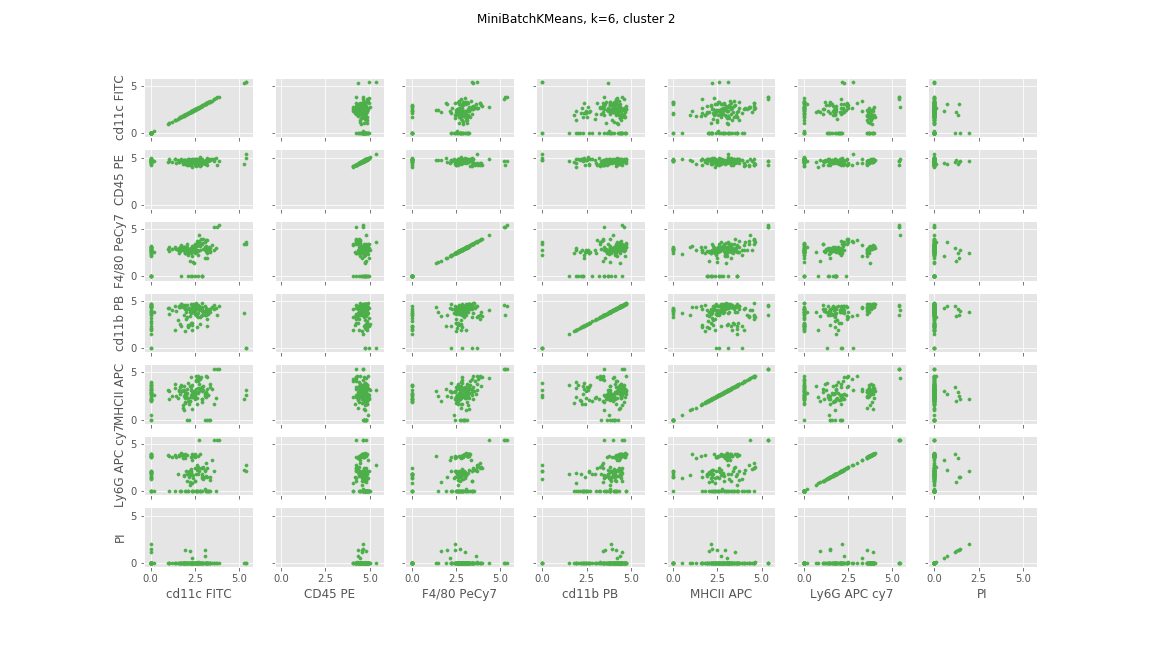 MiniBatchKMeans, k=6, cluster 2
cd11c FITC
5
0
CD45 PE
5
0
F4/80 PeCy7
5
0
cd11b PB
5
0
MHCII APC
5
0
Ly6G APC cy7
5
0
PI
5
0
0.0 2.5 5.0 0.0 2.5 5.0 0.0 2.5 5.0 0.0 2.5 5.0 0.0 2.5 5.0 0.0 2.5 5.0 0.0 2.5 5.0
cd11c FITC CD45 PE F4/80 PeCy7 cd11b PB MHCII APC Ly6G APC cy7 PI